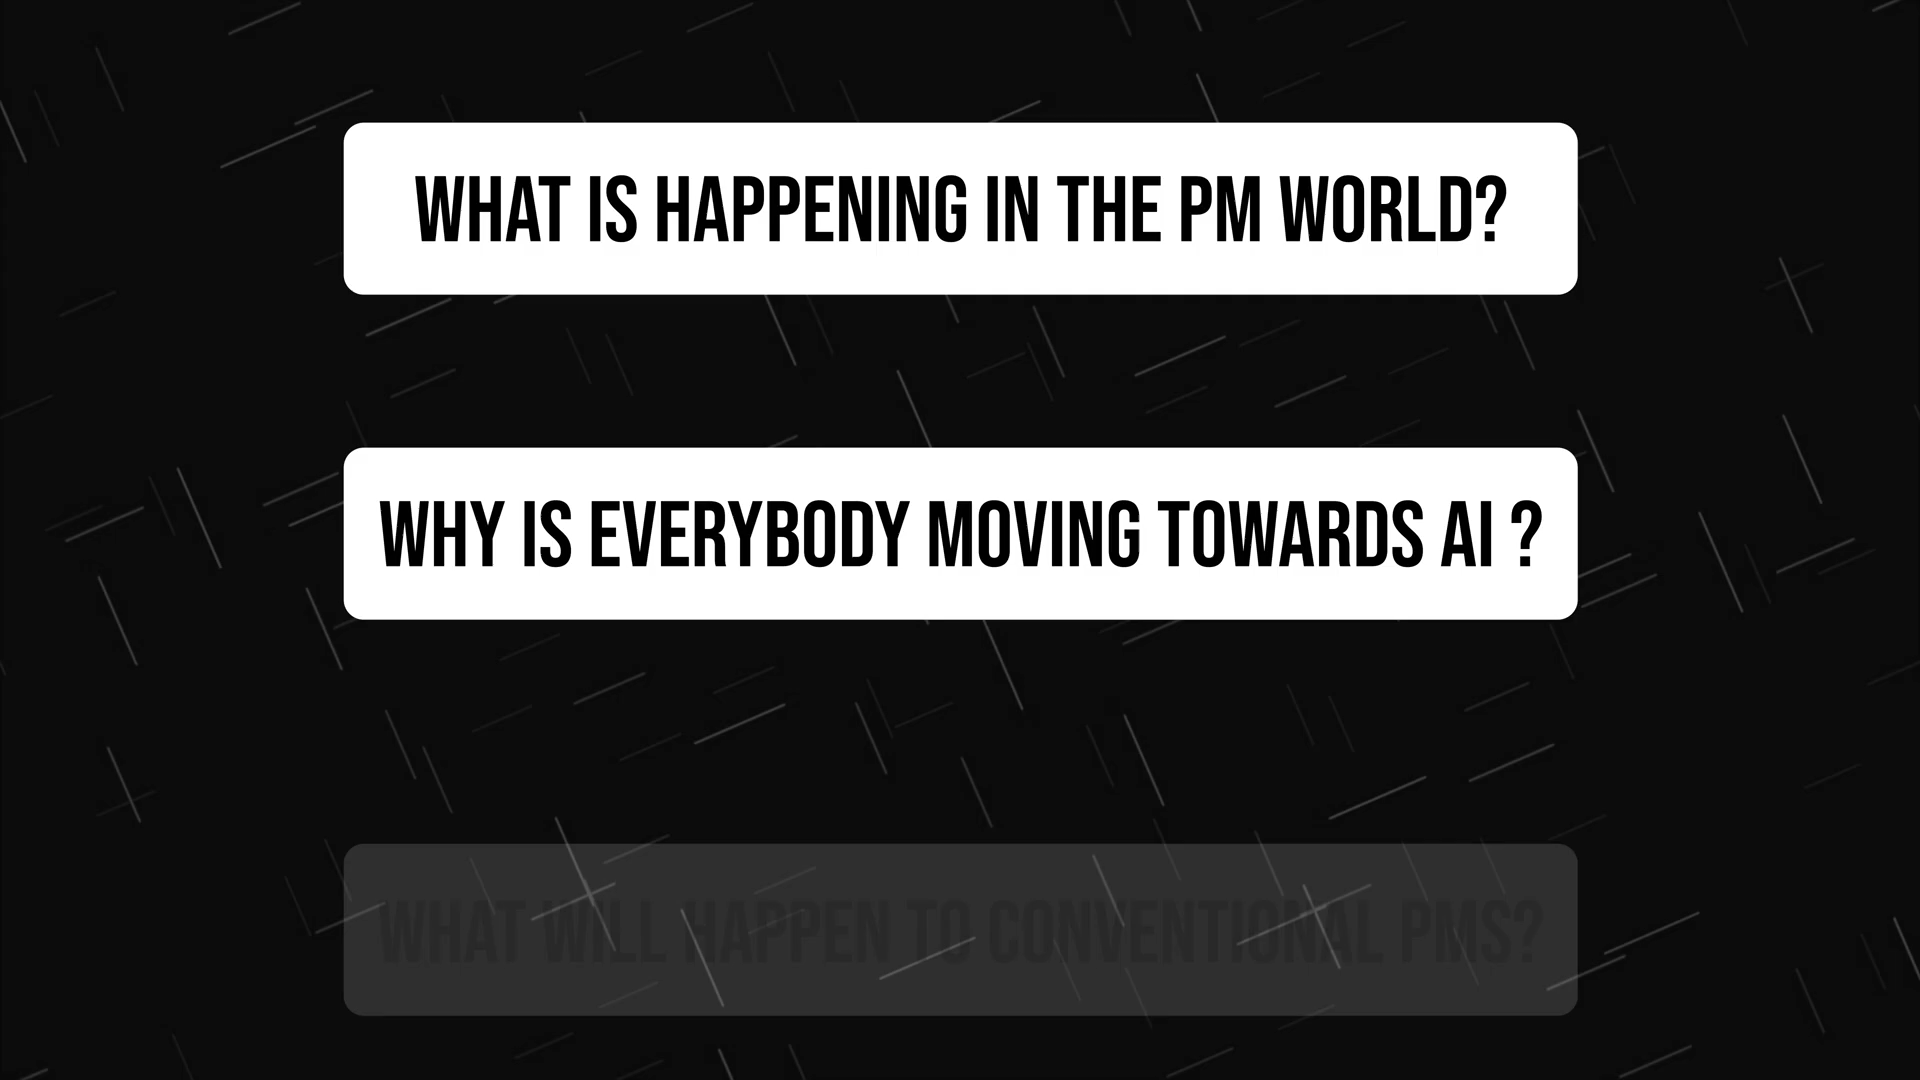 WHAT IS HAPPENING IN THE PM WORLD?
WHY IS EVERYBODY MOVING TOWARDS AI ?
WHAT WILL HAPPEN TO CONVENTIONAL PMS?